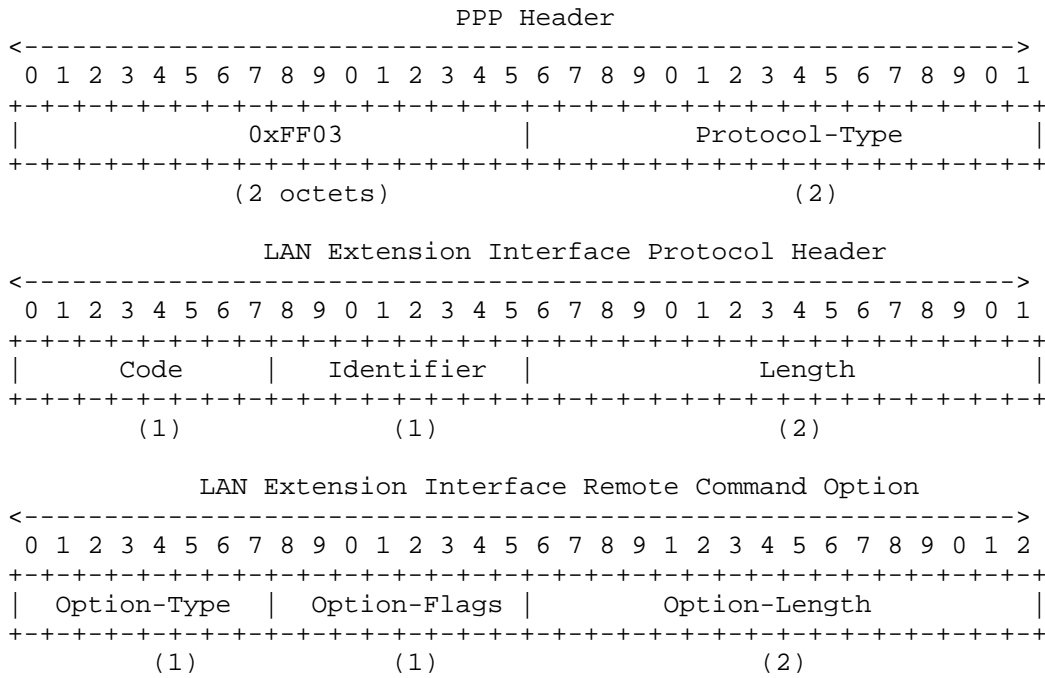 PPP Header
<-------------------------------------------------------------->
0 1 2 3 4 5 6 7 8 9 0 1 2 3 4 5 6 7 8 9 0 1 2 3 4 5 6 7 8 9 0 1
+-+-+-+-+-+-+-+-+-+-+-+-+-+-+-+-+-+-+-+-+-+-+-+-+-+-+-+-+-+-+-+-+
| 0xFF03 | Protocol-Type |
+-+-+-+-+-+-+-+-+-+-+-+-+-+-+-+-+-+-+-+-+-+-+-+-+-+-+-+-+-+-+-+-+
(2 octets) (2)
LAN Extension Interface Protocol Header
<-------------------------------------------------------------->
0 1 2 3 4 5 6 7 8 9 0 1 2 3 4 5 6 7 8 9 0 1 2 3 4 5 6 7 8 9 0 1
+-+-+-+-+-+-+-+-+-+-+-+-+-+-+-+-+-+-+-+-+-+-+-+-+-+-+-+-+-+-+-+-+
| Code | Identifier | Length |
+-+-+-+-+-+-+-+-+-+-+-+-+-+-+-+-+-+-+-+-+-+-+-+-+-+-+-+-+-+-+-+-+
(1) (1) (2)
LAN Extension Interface Remote Command Option
<-------------------------------------------------------------->
0 1 2 3 4 5 6 7 8 9 0 1 2 3 4 5 6 7 8 9 1 2 3 4 5 6 7 8 9 0 1 2
+-+-+-+-+-+-+-+-+-+-+-+-+-+-+-+-+-+-+-+-+-+-+-+-+-+-+-+-+-+-+-+-+
| Option-Type | Option-Flags | Option-Length |
+-+-+-+-+-+-+-+-+-+-+-+-+-+-+-+-+-+-+-+-+-+-+-+-+-+-+-+-+-+-+-+-+
(1) (1) (2)